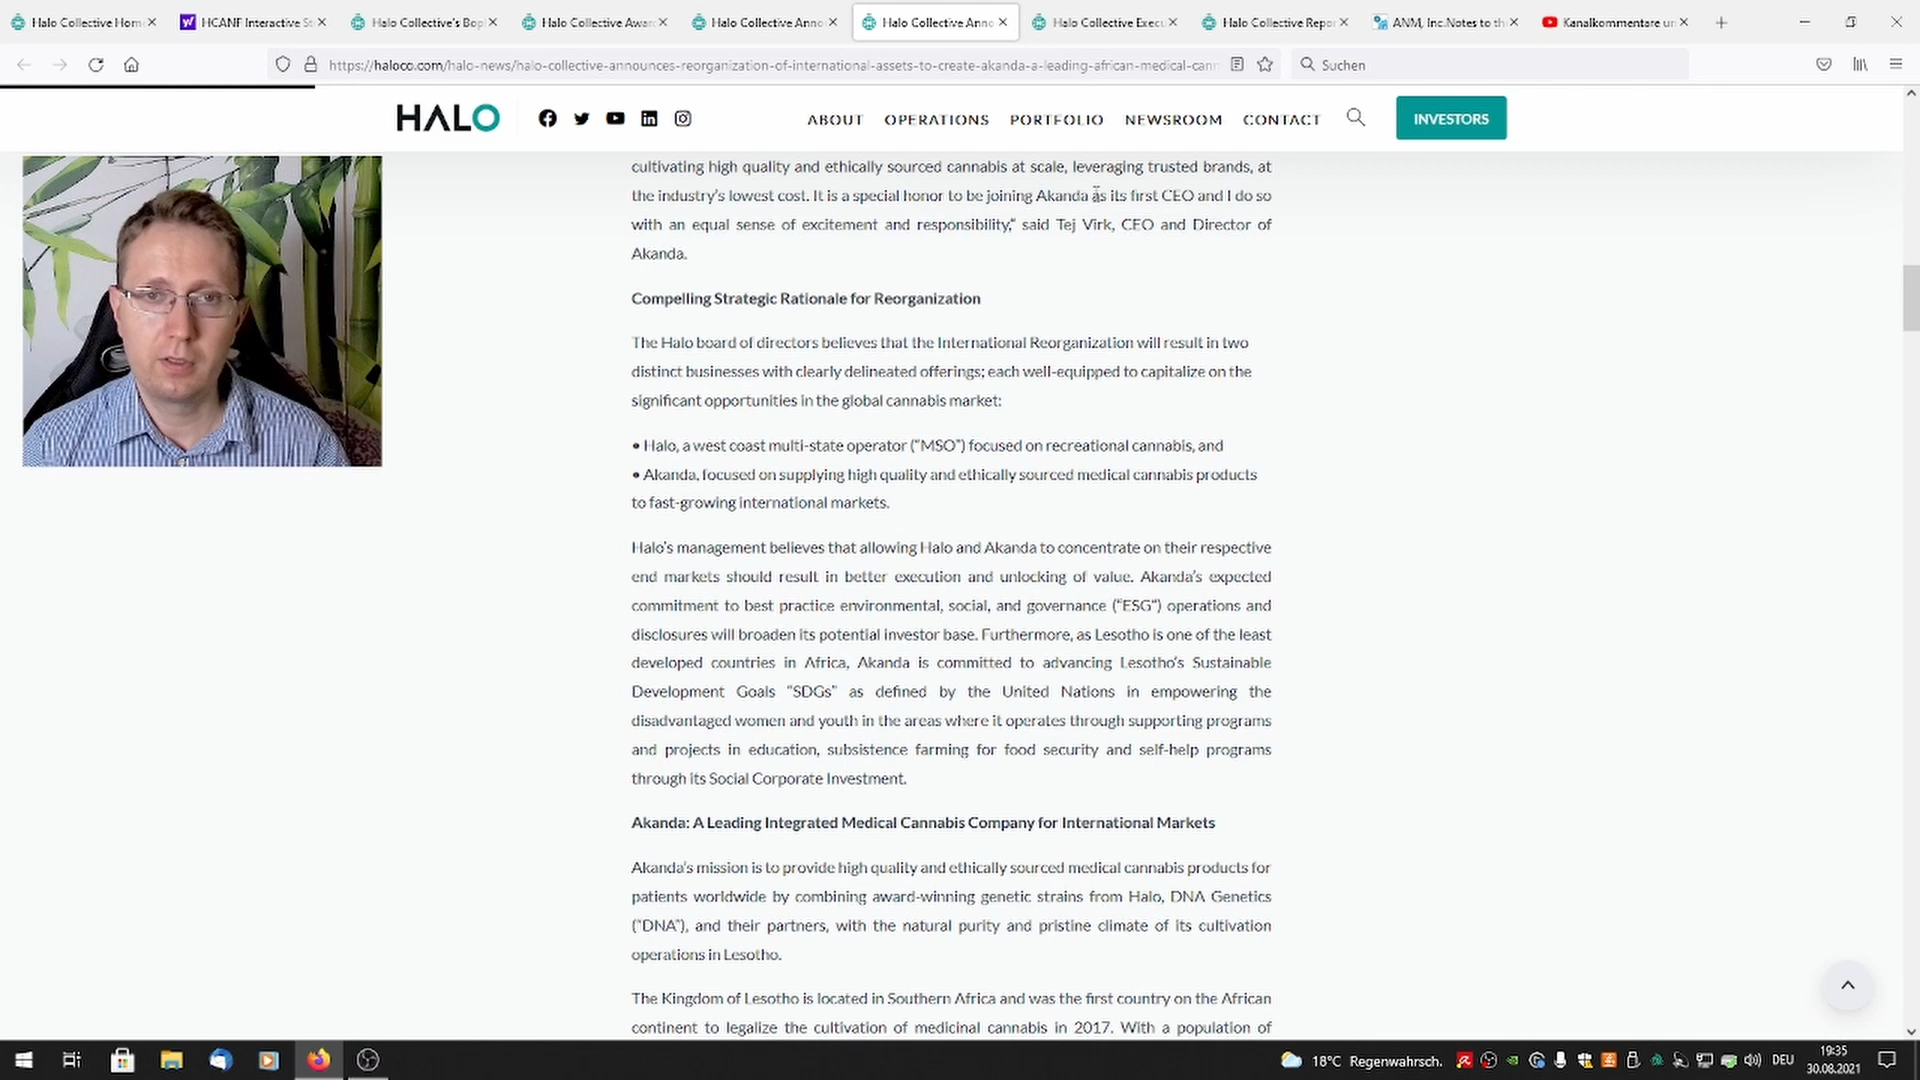 Halo Collective Hom
HCANF Interactive St
Halo Collective's Bop
Halo Collective Awar
Halo Collective Anno
Halo Collective Anno
Halo Collective Execu
Halo Collective Repor
ANM, Inc.Notes to th
Kanalkommentare un
https://haloco.com/halo-news/halo-collective-announces-reorganization-of-international-assets-to-create-akanda-a-leading-african-medical-cann
Suchen
HALO
ABOUT OPERATIONS PORTFOLIO NEWSROOM CONTACT
INVESTORS
cultivating high quality and ethically sourced cannabis at scale, leveraging trusted brands, at
the industry's lowest cost. It is a special honor to be joining Akanda as its first CEO and I do so
with an equal sense of excitement and responsibility,“ said Tej Virk, CEO and Director of
Akanda.
Compelling Strategic Rationale for Reorganization
The Halo board of directors believes that the International Reorganization will result in two
distinct businesses with clearly delineated offerings; each well-equipped to capitalize on the
significant opportunities in the global cannabis market:
• Halo, a west coast multi-state operator (“MSO”) focused on recreational cannabis, and
• Akanda, focused on supplying high quality and ethically sourced medical cannabis products
to fast-growing international markets.
Halo's management believes that allowing Halo and Akanda to concentrate on their respective
end markets should result in better execution and unlocking of value. Akanda's expected
commitment to best practice environmental, social, and governance (“ESG”) operations and
disclosures will broaden its potential investor base. Furthermore, as Lesotho is one of the least
developed countries in Africa, Akanda is committed to advancing Lesotho's Sustainable
Development Goals “SDGs” as defined by the United Nations in empowering the
disadvantaged women and youth in the areas where it operates through supporting programs
and projects in education, subsistence farming for food security and self-help programs
through its Social Corporate Investment.
Akanda: A Leading Integrated Medical Cannabis Company for International Markets
Akanda's mission is to provide high quality and ethically sourced medical cannabis products for
patients worldwide by combining award-winning genetic strains from Halo, DNA Genetics
(“DNA”), and their partners, with the natural purity and pristine climate of its cultivation
operations in Lesotho.
The Kingdom of Lesotho is located in Southern Africa and was the first country on the African
continent to legalize the cultivation of medicinal cannabis in 2017. With a population of
18°C Regenwahrsch.
DEU
19:35
30.08.2021